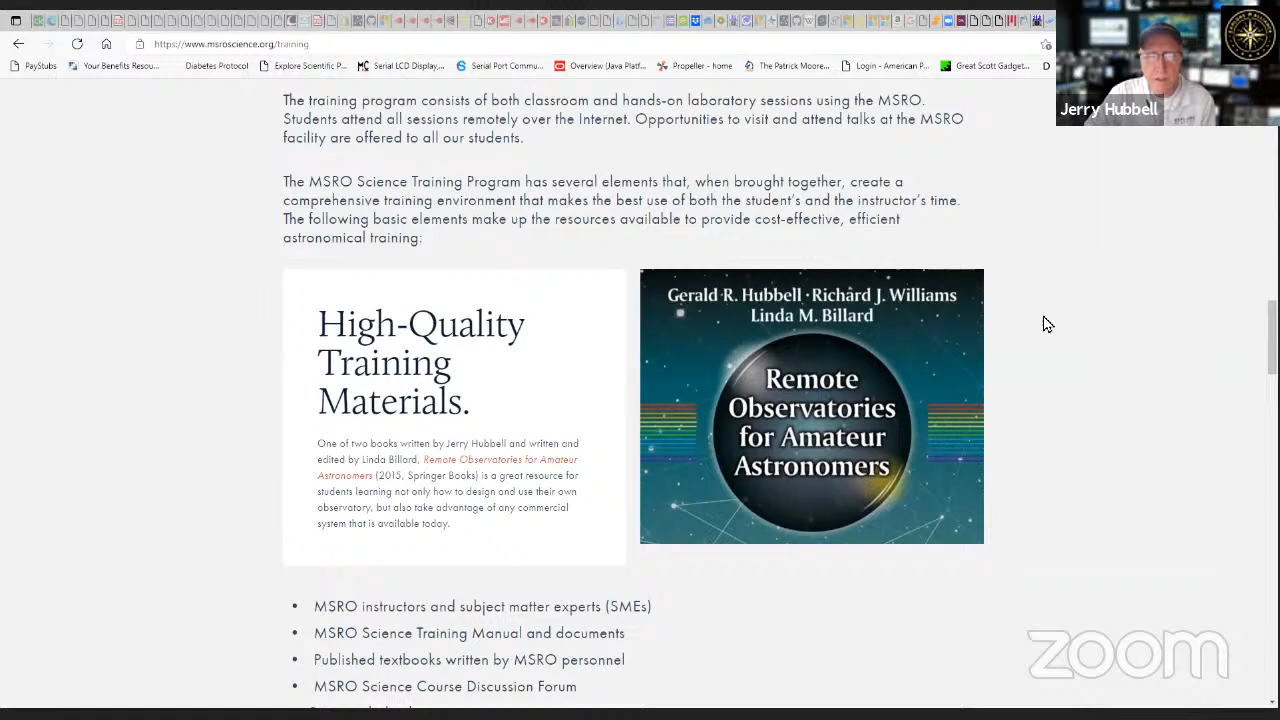 https://www.msroscience.org/training
PayStubs
Your Benefits Resou...
Diabetes Protocol
Explore Scientific P...
Serial LCD Display,...
Serial Port Commu...
Overview (Java Platf...
Propeller - home
The Patrick Moore...
Login - American P...
Great Scott Gadget...
D
Jerry Hubbell
The training program consists of both classroom and hands-on laboratory sessions using the MSRO.
Students attend all sessions remotely over the Internet. Opportunities to visit and attend talks at the MSRO
facility are offered to all our students.
The MSRO Science Training Program has several elements that, when brought together, create a
comprehensive training environment that makes the best use of both the student's and the instructor's time.
The following basic elements make up the resources available to provide cost-effective, efficient
astronomical training:
High-Quality
Training
Materials.
One of two books written by Jerry Hubbell and written and
edited by Linda Billard, Remote Observatories for Amateur
Astronomers (2015, Springer Books) is a great resource for
students learning not only how to design and use their own
observatory, but also take advantage of any commercial
system that is available today.
Gerald R. Hubbell · Richard J. Williams
Linda M. Billard
Remote
Observatories
for Amateur
Astronomers
• MSRO instructors and subject matter experts (SMEs)
• MSRO Science Training Manual and documents
• Published textbooks written by MSRO personnel
• MSRO Science Course Discussion Forum
zoom